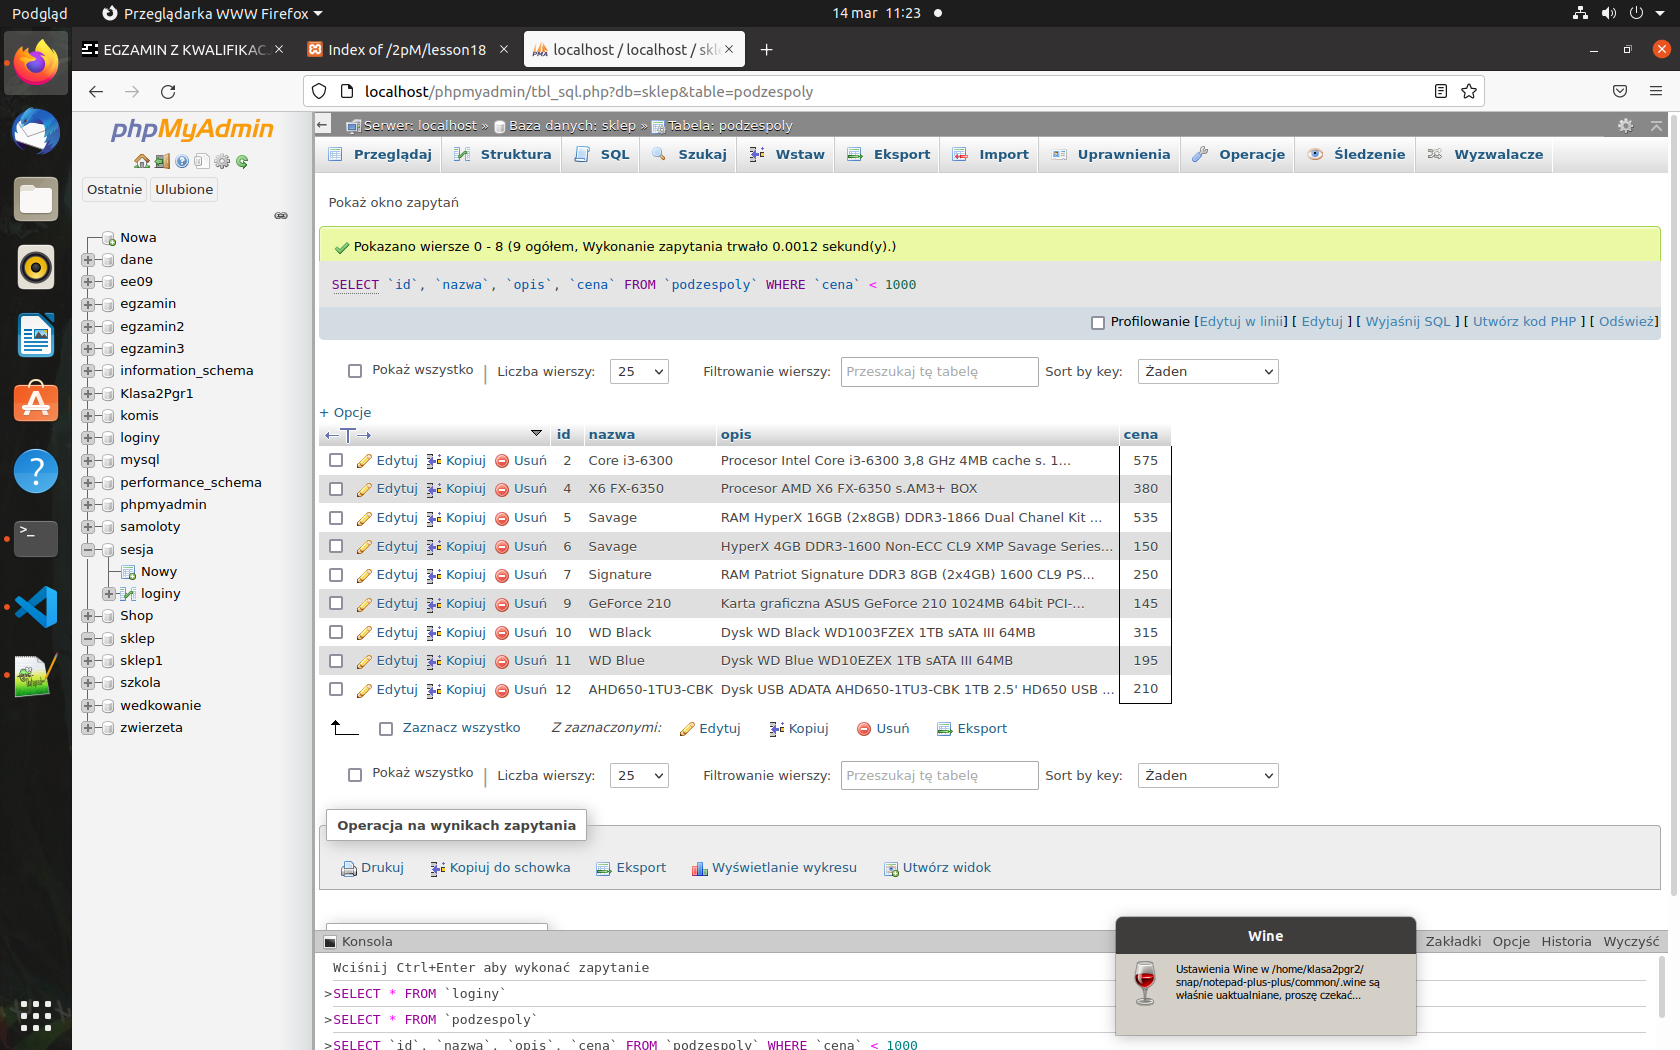 Podgląd
Przeglądarka WWW Firefox
14 mar 11:23
EGZAMIN Z KWALIFIKAC
Index of /2pM/lesson18
localhost / localhost / skl
localhost/phpmyadmin/tbl_sql.php?db=sklep&table=podzespoly
phpMyAdmin
Ostatnie
Ulubione
Nowa
dane
ee09
egzamin
egzamin2
egzamin3
information_schema
Klasa2Pgr1
komis
loginy
mysql
performance_schema
phpmyadmin
samoloty
sesja
Nowy
loginy
Shop
sklep
sklep1
szkola
wedkowanie
zwierzeta
Serwer: localhost » Baza danych: sklep » Tabela: podzespoly
Przeglądaj Struktura SQL Szukaj Wstaw Eksport Import Uprawnienia Operacje Śledzenie Wyzwalacze
Pokaż okno zapytań
Pokazano wiersze 0 - 8 (9 ogółem, Wykonanie zapytania trwało 0.0012 sekund(y).)
SELECT `id`, `nazwa`, `opis`, `cena` FROM `podzespoly` WHERE `cena` < 1000
Profilowanie [Edytuj w linii] [ Edytuj ] [ Wyjaśnij SQL ] [ Utwórz kod PHP ] [ Odśwież]
Pokaż wszystko | Liczba wierszy: 25 Filtrowanie wierszy: Przeszukaj tę tabelę Sort by key: Żaden
+ Opcje
←T→ id nazwa opis cena
Edytuj Kopiuj Usuń 2 Core i3-6300 Procesor Intel Core i3-6300 3,8 GHz 4MB cache s. 1... 575
Edytuj Kopiuj Usuń 4 X6 FX-6350 Procesor AMD X6 FX-6350 s.AM3+ BOX 380
Edytuj Kopiuj Usuń 5 Savage RAM HyperX 16GB (2x8GB) DDR3-1866 Dual Chanel Kit ... 535
Edytuj Kopiuj Usuń 6 Savage HyperX 4GB DDR3-1600 Non-ECC CL9 XMP Savage Series... 150
Edytuj Kopiuj Usuń 7 Signature RAM Patriot Signature DDR3 8GB (2x4GB) 1600 CL9 PS... 250
Edytuj Kopiuj Usuń 9 GeForce 210 Karta graficzna ASUS GeForce 210 1024MB 64bit PCI-... 145
Edytuj Kopiuj Usuń 10 WD Black Dysk WD Black WD1003FZEX 1TB sATA III 64MB 315
Edytuj Kopiuj Usuń 11 WD Blue Dysk WD Blue WD10EZEX 1TB sATA III 64MB 195
Edytuj Kopiuj Usuń 12 AHD650-1TU3-CBK Dysk USB ADATA AHD650-1TU3-CBK 1TB 2.5' HD650 USB ... 210
Zaznacz wszystko Z zaznaczonymi: Edytuj Kopiuj Usuń Eksport
Pokaż wszystko | Liczba wierszy: 25 Filtrowanie wierszy: Przeszukaj tę tabelę Sort by key: Żaden
Operacja na wynikach zapytania
Drukuj Kopiuj do schowka Eksport Wyświetlanie wykresu Utwórz widok
Konsola
Zakładki Opcje Historia Wyczyść
Wciśnij Ctrl+Enter aby wykonać zapytanie
>SELECT * FROM `loginy`
>SELECT * FROM `podzespoly`
>SELECT `id`, `nazwa`, `opis`, `cena` FROM `podzespoly` WHERE `cena` < 1000
Wine
Ustawienia Wine w /home/klasa2pgr2/
snap/notepad-plus-plus/common/.wine są
właśnie uaktualniane, proszę czekać...